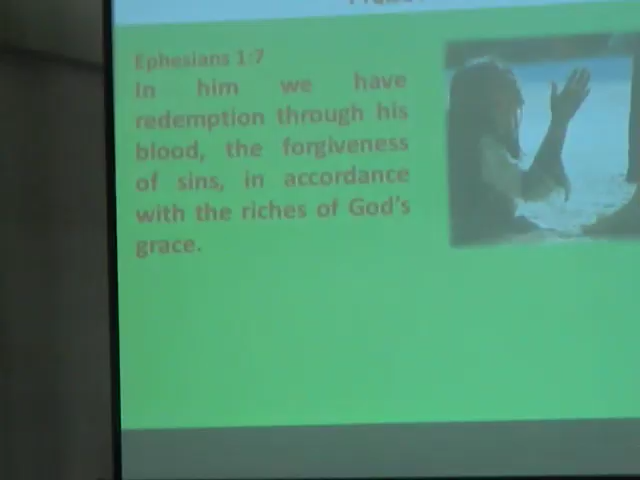 Ephesians 1:7
In him we have
redemption through his
blood, the forgiveness
of sins, in accordance
with the riches of God's
grace.